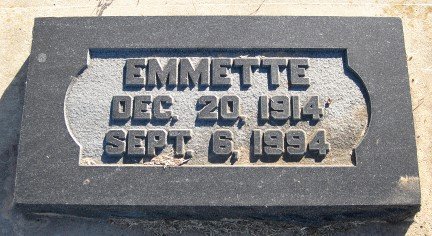 EMMETTE
DEC. 20, 1914
SEPT. 6, 1994